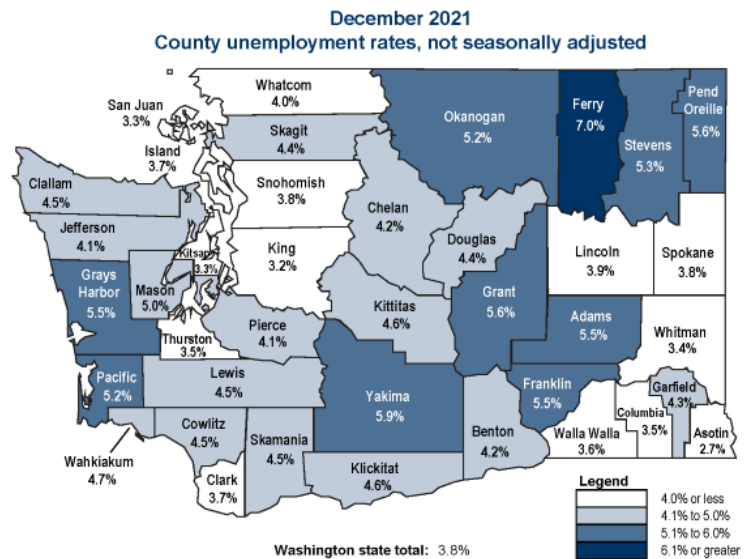 December 2021
County unemployment rates, not seasonally adjusted
Whatcom
4.0%
San Juan
3.3%
Skagit
4.4%
Island
3.7%
Okanogan
5.2%
Ferry
7.0%
Stevens
5.3%
Pend
Oreille
5.6%
Clallam
4.5%
Snohomish
3.8%
Chelan
4.2%
Jefferson
4.1%
Douglas
4.4%
King
3.2%
Kitsap
3.3%
Lincoln
3.9%
Spokane
3.8%
Grays
Harbor
5.5%
Mason
5.0%
Grant
5.6%
Kittitas
4.6%
Adams
5.5%
Pierce
4.1%
Thurston
3.5%
Whitman
3.4%
Pacific
5.2%
Lewis
4.5%
Yakima
5.9%
Franklin
5.5%
Garfield
4.3%
Columbia
3.5%
Cowlitz
4.5%
Skamania
4.5%
Benton
4.2%
Walla Walla
3.6%
Asotin
2.7%
Wahkiakum
4.7%
Clark
3.7%
Klickitat
4.6%
Legend
4.0% or less
4.1% to 5.0%
5.1% to 6.0%
6.1% or greater
Washington state total: 3.8%